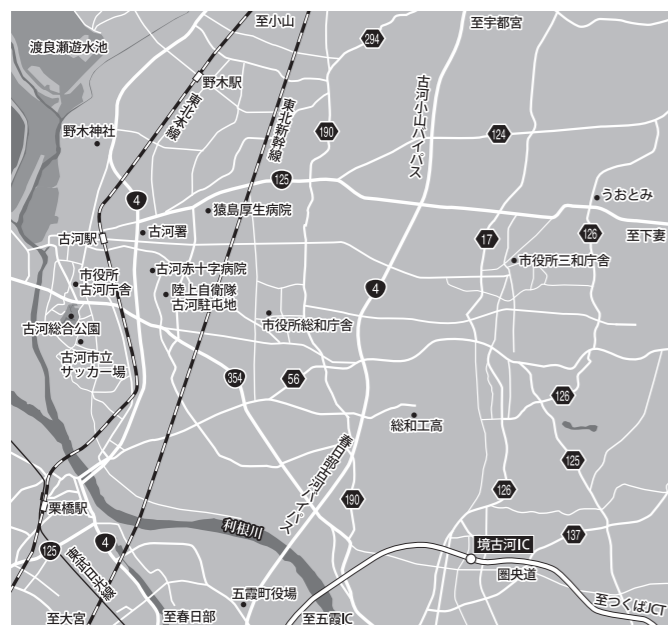 至小山
至宇都宮
渡良瀬遊水池
294
野木駅
東北本線
東北新幹線
古河小山バイパス
野木神社
190
124
125
4
猿島厚生病院
うおとみ
古河駅
古河署
17
126
至下妻
市役所
古河庁舎
古河赤十字病院
陸上自衛隊
古河駐屯地
市役所三和庁舎
4
古河総合公園
市役所総和庁舎
古河市立
サッカー場
354
56
126
総和工高
春日部古河バイパス
125
126
190
栗橋駅
利根川
137
125
4
東武日光線
境古河IC
圏央道
五霞町役場
至つくばJCT
至大宮
至春日部
至五霞IC